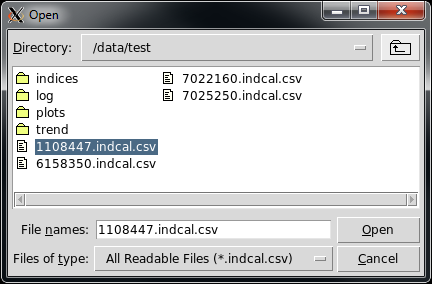 Open
Directory: /data/test
indices
log
plots
trend
1108447.indcal.csv
6158350.indcal.csv
7022160.indcal.csv
7025250.indcal.csv
File names: 1108447.indcal.csv Open
Files of type: All Readable Files (*.indcal.csv) Cancel